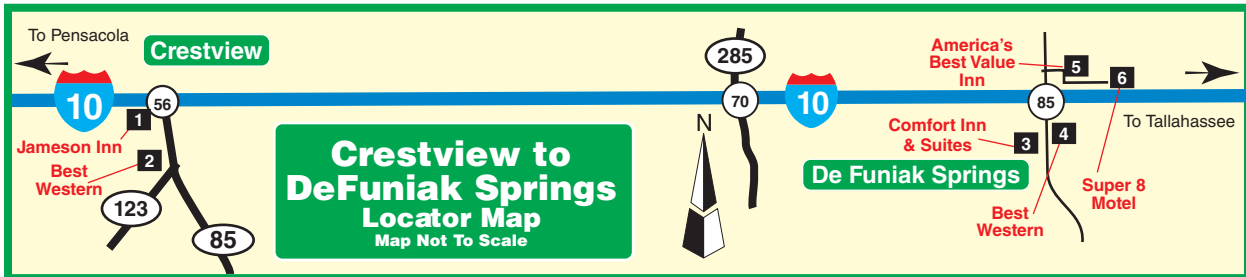 To Pensacola
Crestview
10
56
1
Jameson Inn
2
Best
Western
123
85
Crestview to
DeFuniak Springs
Locator Map
Map Not To Scale
285
70
N
10
America's
Best Value
Inn
5
6
85
To Tallahassee
Comfort Inn
& Suites
3
4
De Funiak Springs
Super 8
Motel
Best
Western